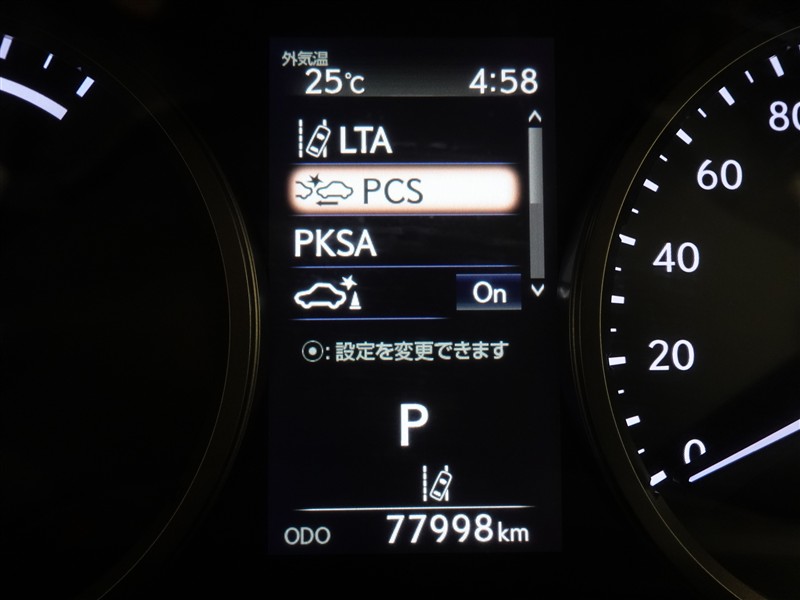 外気温
25℃ 4:58
LTA
PCS
PKSA
On
⦿: 設定を変更できます
P
ODO 77998km
80
60
40
20
0